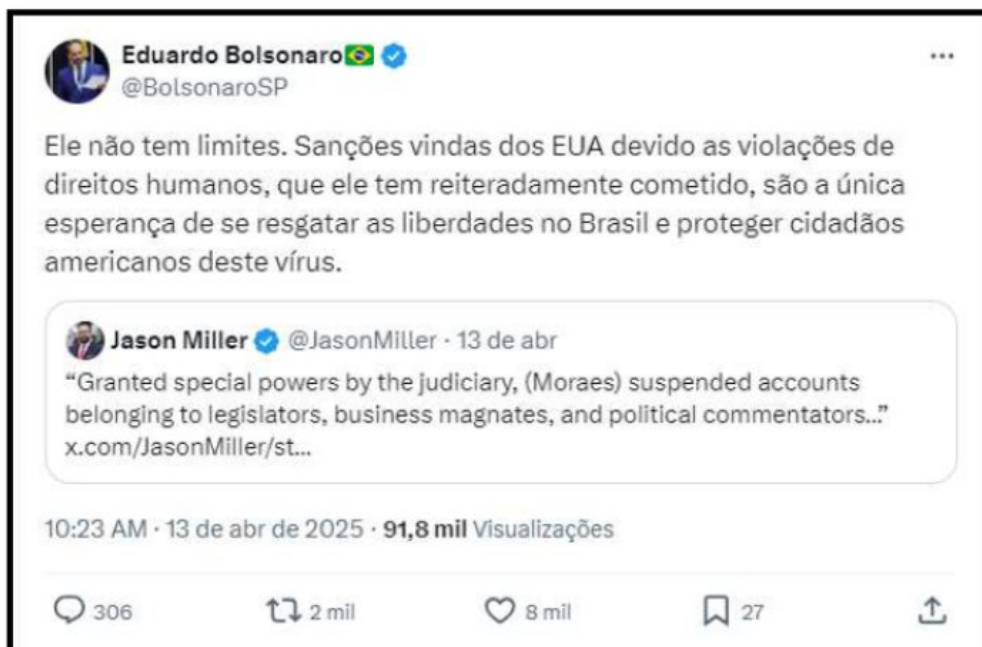 Eduardo Bolsonaro
@BolsonaroSP
Ele não tem limites. Sanções vindas dos EUA devido as violações de
direitos humanos, que ele tem reiteradamente cometido, são a única
esperança de se resgatar as liberdades no Brasil e proteger cidadãos
americanos deste vírus.
Jason Miller @JasonMiller · 13 de abr
“Granted special powers by the judiciary, (Moraes) suspended accounts
belonging to legislators, business magnates, and political commentators...”
x.com/JasonMiller/st...
10:23 AM · 13 de abr de 2025 · 91,8 mil Visualizações
306 2 mil 8 mil 27